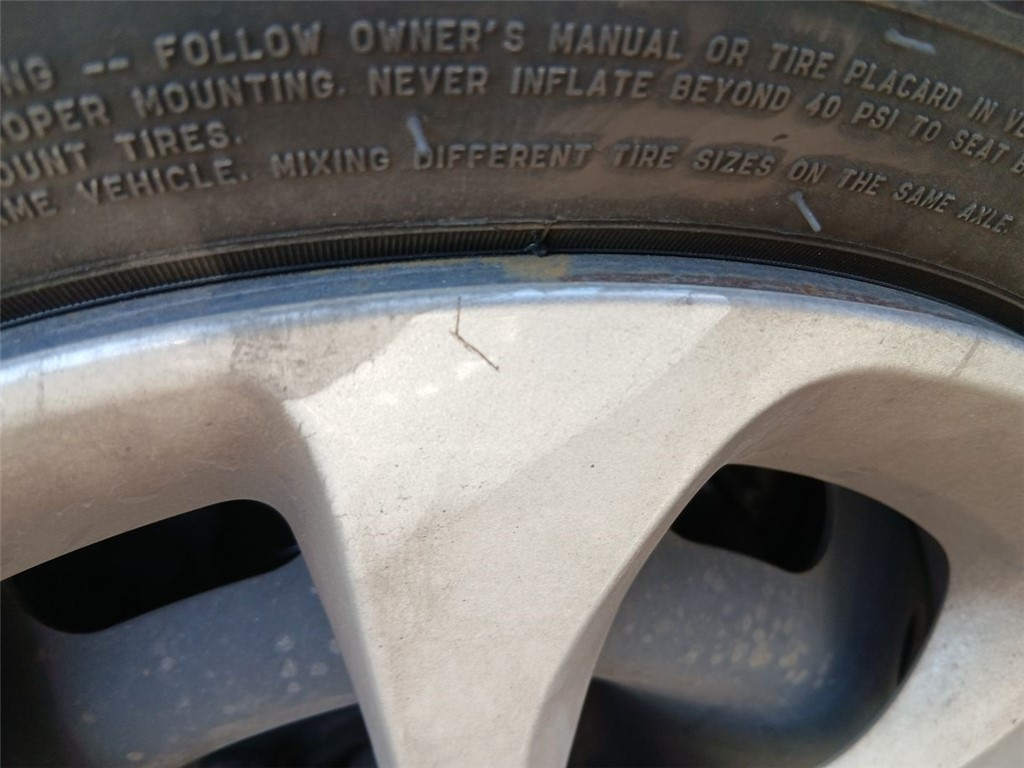 NG -- FOLLOW OWNER'S MANUAL OR TIRE PLACARD IN VE
OPER MOUNTING. NEVER INFLATE BEYOND 40 PSI TO SEAT B
OUNT TIRES.
AME VEHICLE. MIXING DIFFERENT TIRE SIZES ON THE SAME AXLE.